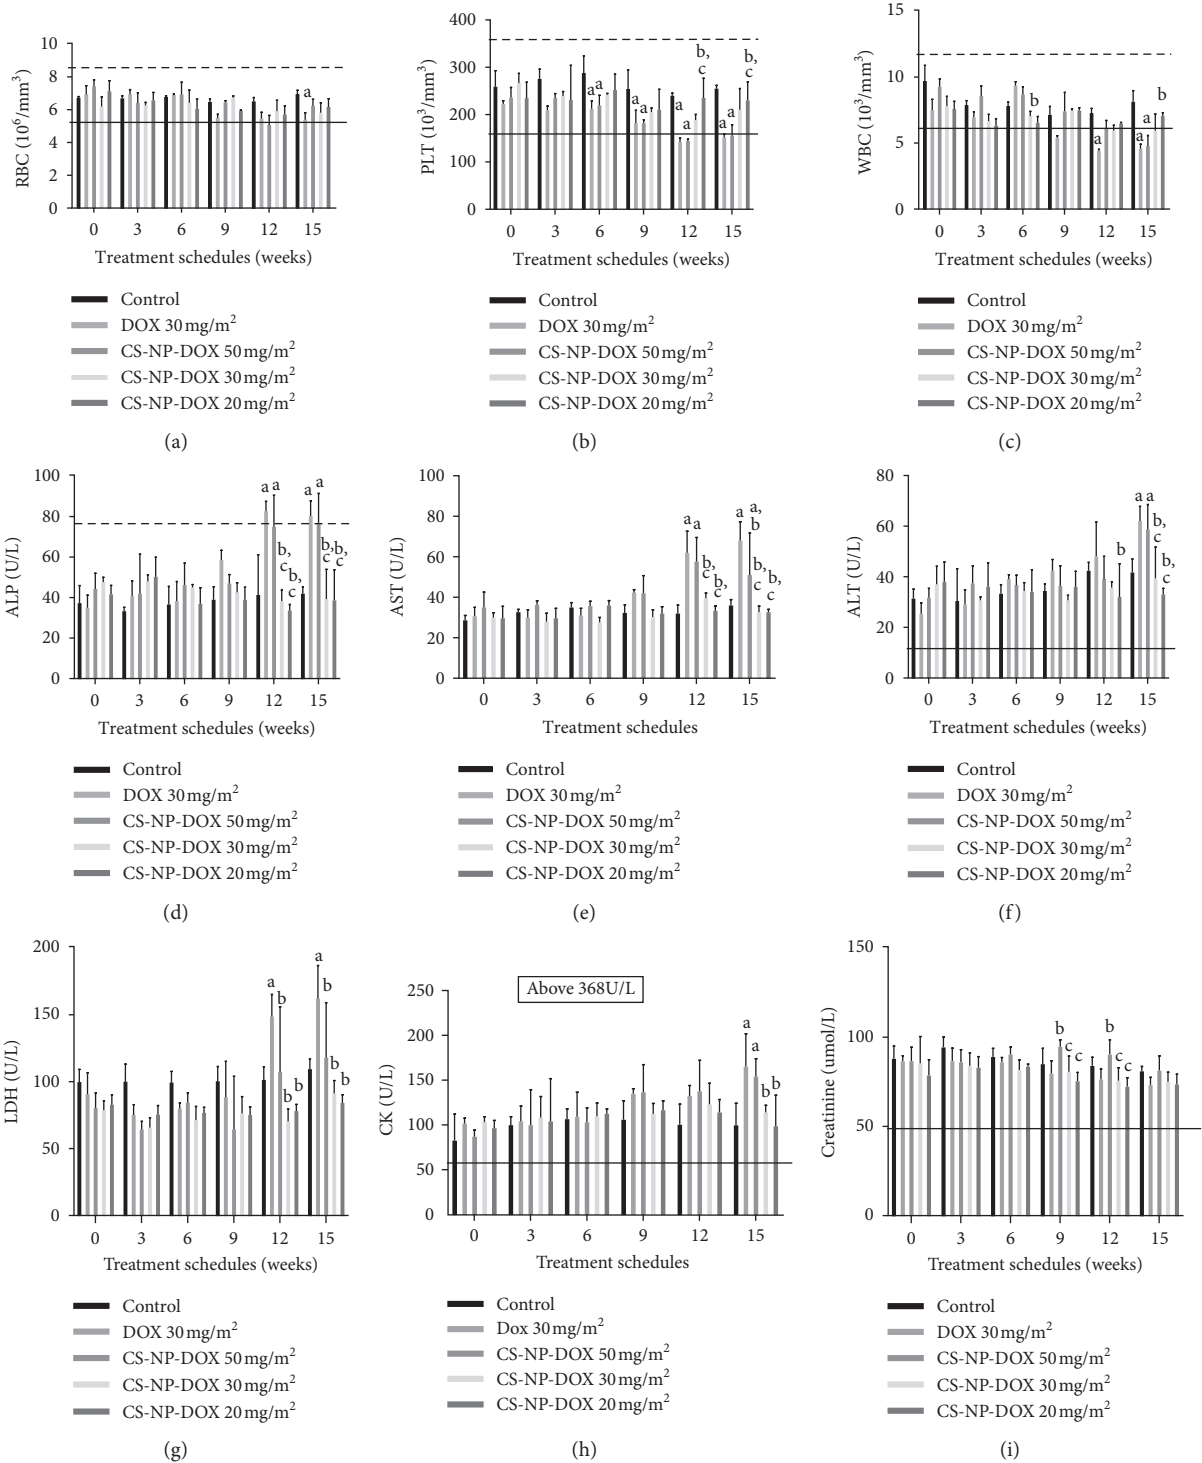 RBC (10⁶/mm³)
10
8
6
4
2
0
a
0 3 6 9 12 15
Treatment schedules (weeks)
Control
DOX 30 mg/m²
CS-NP-DOX 50 mg/m²
CS-NP-DOX 30 mg/m²
CS-NP-DOX 20 mg/m²
(a)
PLT (10³/mm³)
400
300
200
100
0
a a
a a
a
a
b,
c
a
a
b,
c
0 3 6 9 12 15
Treatment schedules (weeks)
Control
DOX 30 mg/m²
CS-NP-DOX 50 mg/m²
CS-NP-DOX 30 mg/m²
CS-NP-DOX 20 mg/m²
(b)
WBC (10³/mm³)
15
10
5
0
b
a
a
a
b
0 3 6 9 12 15
Treatment schedules (weeks)
Control
DOX 30 mg/m²
CS-NP-DOX 50 mg/m²
CS-NP-DOX 30 mg/m²
CS-NP-DOX 20 mg/m²
(c)
ALP (U/L)
100
80
60
40
20
0
a a
b,
c
b,
c
a
a
b,
c
b,
c
0 3 6 9 12 15
Treatment schedules (weeks)
Control
DOX 30 mg/m²
CS-NP-DOX 50 mg/m²
CS-NP-DOX 30 mg/m²
CS-NP-DOX 20 mg/m²
(d)
AST (U/L)
100
80
60
40
20
0
a a
b,
c
b,
c
a
a,
b
b,
c
b,
c
0 3 6 9 12 15
Treatment schedules
Control
DOX 30 mg/m²
CS-NP-DOX 50 mg/m²
CS-NP-DOX 30 mg/m²
CS-NP-DOX 20 mg/m²
(e)
ALT (U/L)
80
60
40
20
0
b
a a
b,
c
b,
c
0 3 6 9 12 15
Treatment schedules (weeks)
Control
DOX 30 mg/m²
CS-NP-DOX 50 mg/m²
CS-NP-DOX 30 mg/m²
CS-NP-DOX 20 mg/m²
(f)
LDH (U/L)
200
150
100
50
0
a
b
b
b
a
b
b
b
0 3 6 9 12 15
Treatment schedules (weeks)
Control
DOX 30 mg/m²
CS-NP-DOX 50 mg/m²
CS-NP-DOX 30 mg/m²
CS-NP-DOX 20 mg/m²
(g)
Above 368U/L
CK (U/L)
250
200
150
100
50
0
a
a
b
b
0 3 6 9 12 15
Treatment schedules
Control
Dox 30 mg/m²
CS-NP-DOX 50 mg/m²
CS-NP-DOX 30 mg/m²
CS-NP-DOX 20 mg/m²
(h)
Creatinine (umol/L)
150
100
50
0
b
c
c
b
c
c
0 3 6 9 12 15
Treatment schedules (weeks)
Control
DOX 30 mg/m²
CS-NP-DOX 50 mg/m²
CS-NP-DOX 30 mg/m²
CS-NP-DOX 20 mg/m²
(i)